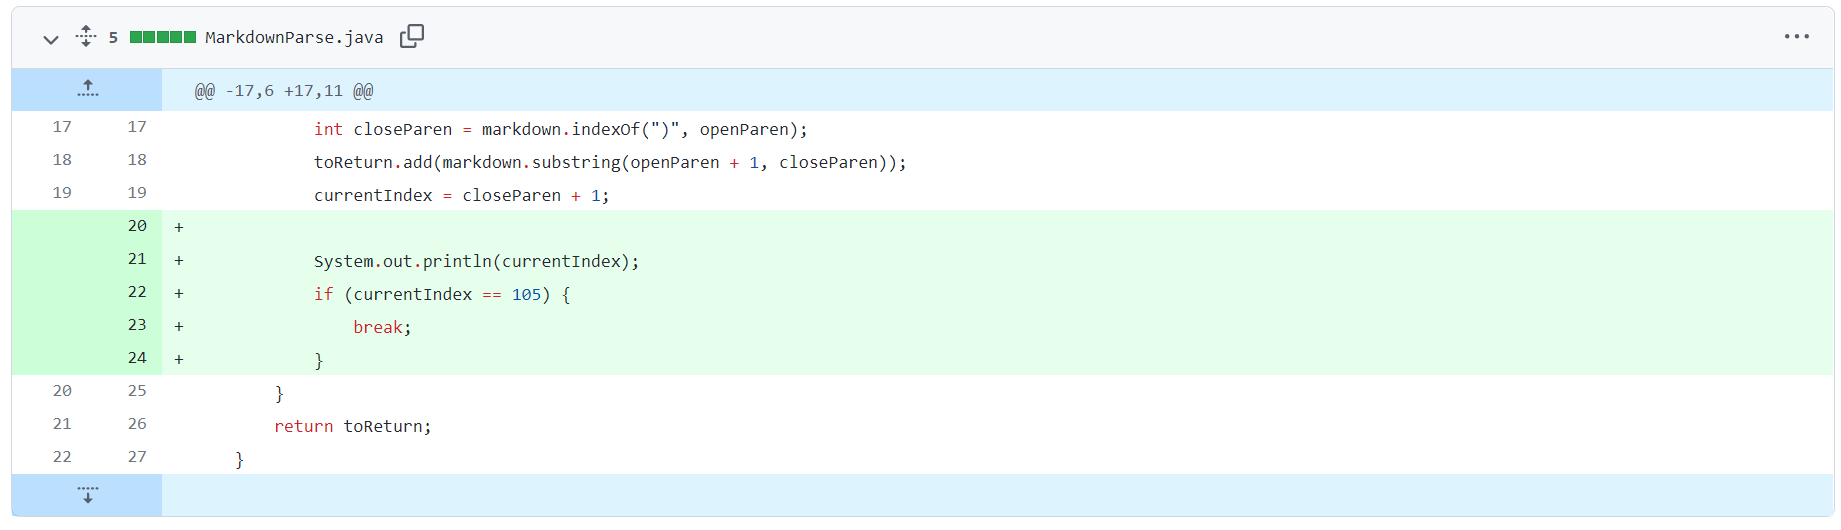 5 MarkdownParse.java
@@ -17,6 +17,11 @@
17 17 int closeParen = markdown.indexOf(")", openParen);
18 18 toReturn.add(markdown.substring(openParen + 1, closeParen));
19 19 currentIndex = closeParen + 1;
20 +
21 + System.out.println(currentIndex);
22 + if (currentIndex == 105) {
23 + break;
24 + }
20 25 }
21 26 return toReturn;
22 27 }